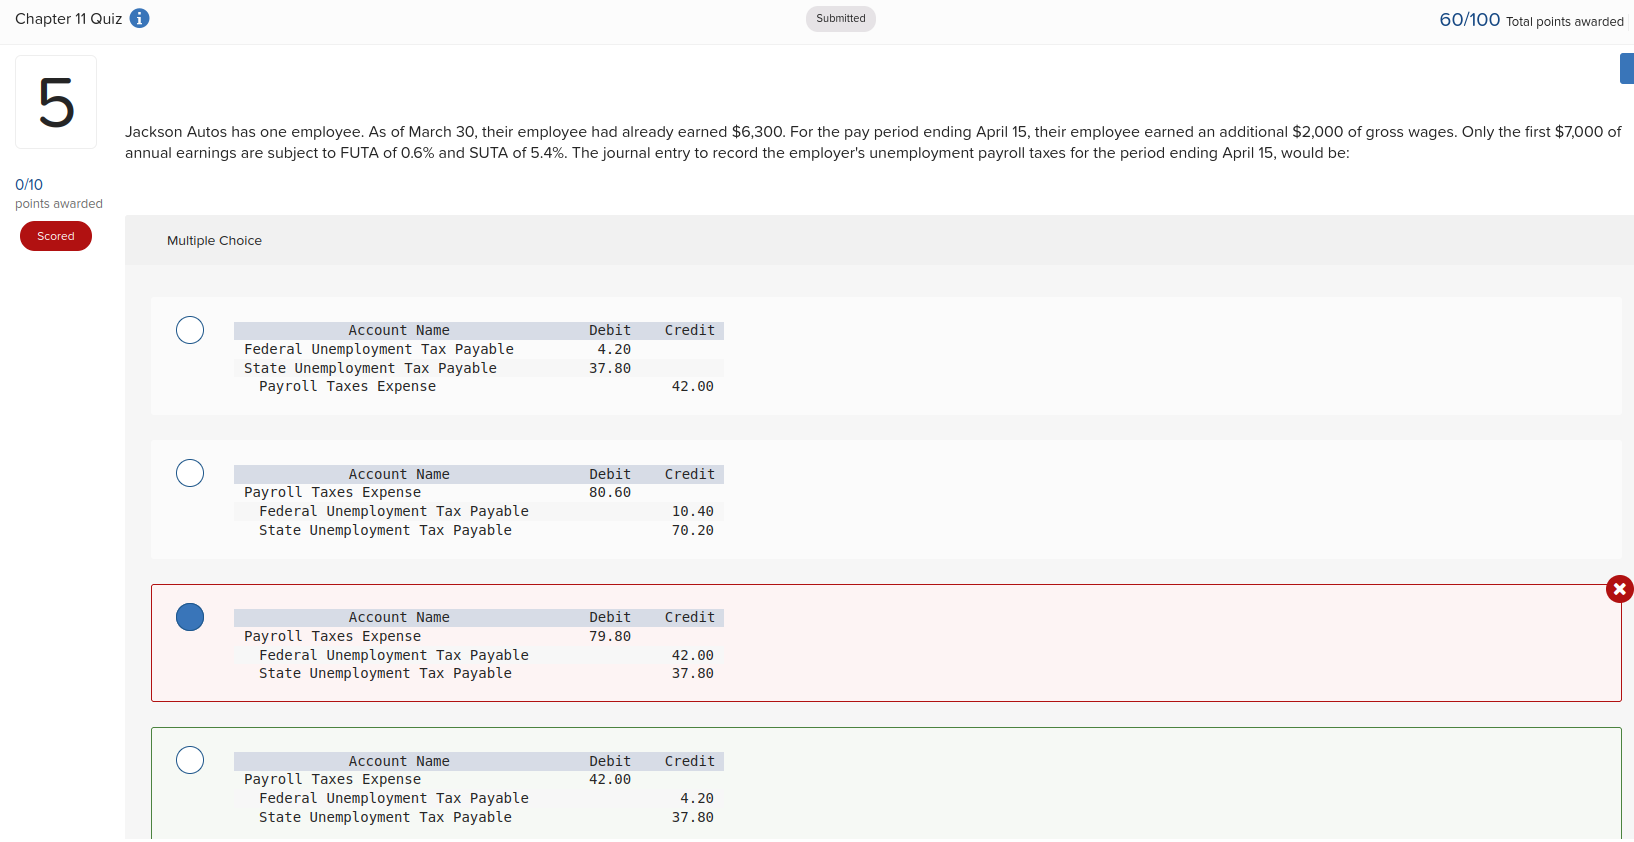 Chapter 11 Quiz i
Submitted
60/100 Total points awarded
5
0/10
points awarded
Scored
Jackson Autos has one employee. As of March 30, their employee had already earned $6,300. For the pay period ending April 15, their employee earned an additional $2,000 of gross wages. Only the first $7,000 of
annual earnings are subject to FUTA of 0.6% and SUTA of 5.4%. The journal entry to record the employer's unemployment payroll taxes for the period ending April 15, would be:
Multiple Choice
Account Name Debit Credit
Federal Unemployment Tax Payable 4.20
State Unemployment Tax Payable 37.80
Payroll Taxes Expense 42.00
Account Name Debit Credit
Payroll Taxes Expense 80.60
Federal Unemployment Tax Payable 10.40
State Unemployment Tax Payable 70.20
Account Name Debit Credit
Payroll Taxes Expense 79.80
Federal Unemployment Tax Payable 42.00
State Unemployment Tax Payable 37.80
Account Name Debit Credit
Payroll Taxes Expense 42.00
Federal Unemployment Tax Payable 4.20
State Unemployment Tax Payable 37.80